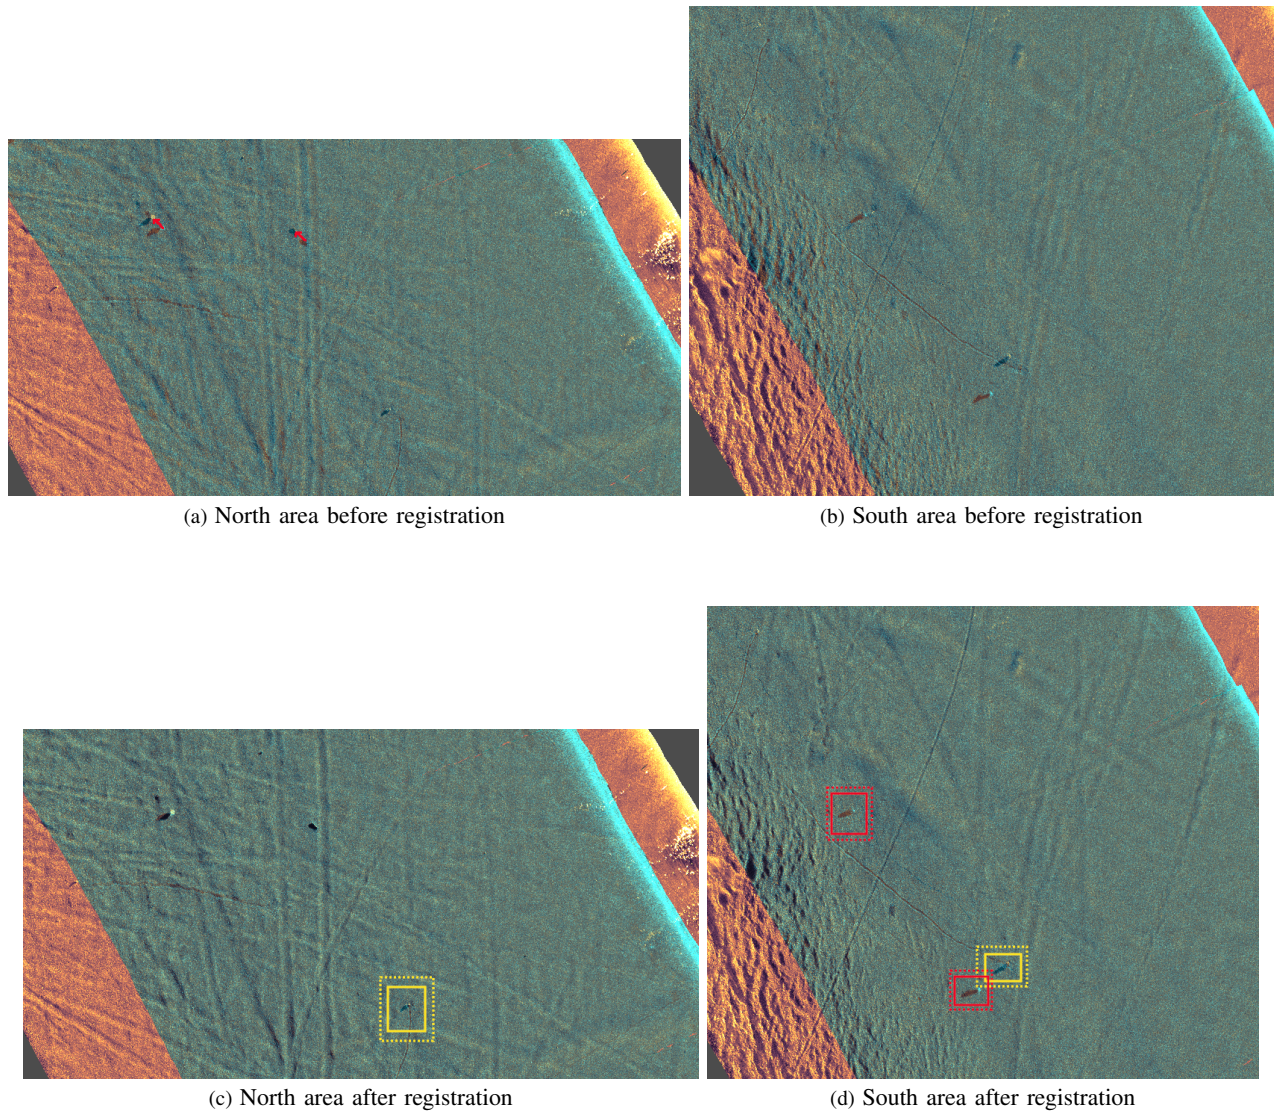 (a) North area before registration
(b) South area before registration
(c) North area after registration
(d) South area after registration